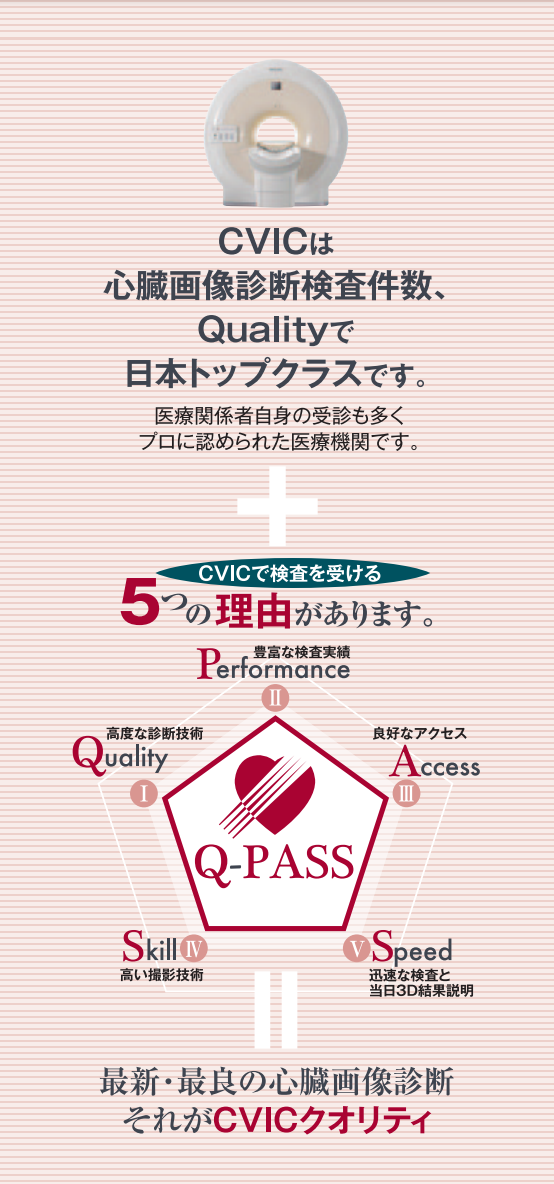 CVICは
心臓画像診断検査件数、
Qualityで
日本トップクラスです。
医療関係者自身の受診も多く
プロに認められた医療機関です。
+
CVICで検査を受ける
5つの理由があります。
豊富な検査実績
Performance
II
高度な診断技術
Quality
I
良好なアクセス
Access
III
Q-PASS
Skill IV
高い撮影技術
V Speed
迅速な検査と
当日3D結果説明
最新・最良の心臓画像診断
それがCVICクオリティ